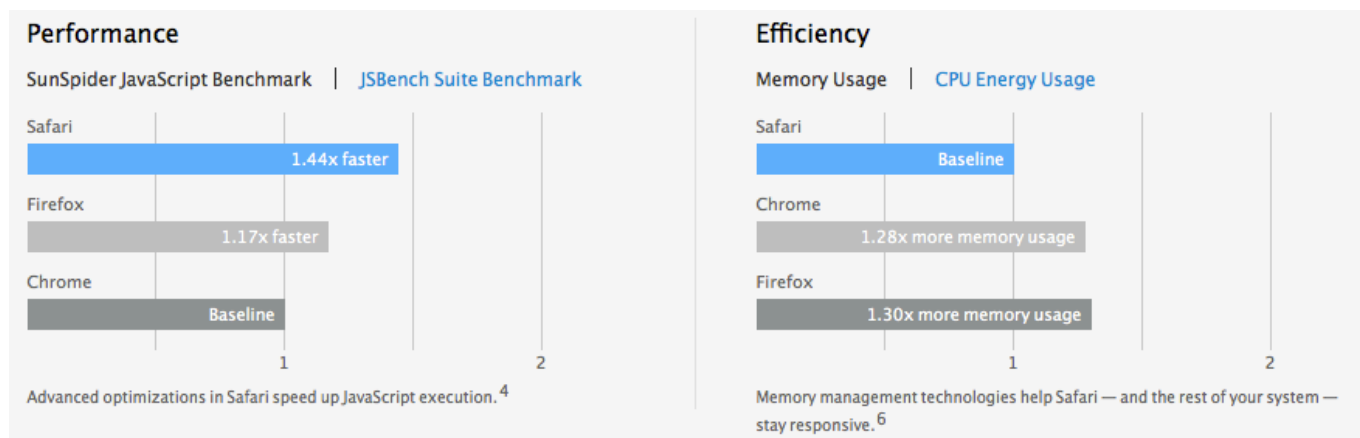 Performance
SunSpider JavaScript Benchmark | JSBench Suite Benchmark
Safari
1.44x faster
Firefox
1.17x faster
Chrome
Baseline
1 2
Advanced optimizations in Safari speed up JavaScript execution.4
Efficiency
Memory Usage | CPU Energy Usage
Safari
Baseline
Chrome
1.28x more memory usage
Firefox
1.30x more memory usage
1 2
Memory management technologies help Safari — and the rest of your system —
stay responsive.6